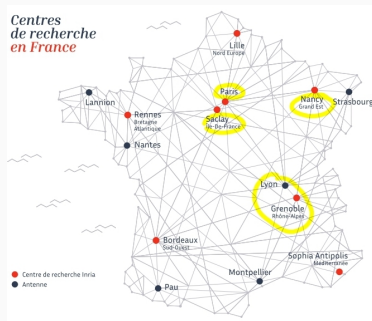 Centres
de recherche
en France
Lille
Nord Europe
Paris
Nancy
Grand Est
Strasbourg
Lannion
Rennes
Bretagne
Atlantique
Saclay
Ile-De-France
Nantes
Lyon
Grenoble
Rhône-Alpes
Bordeaux
Sud-Ouest
Sophia Antipolis
Méditerranée
Montpellier
Pau
Centre de recherche Inria
Antenne